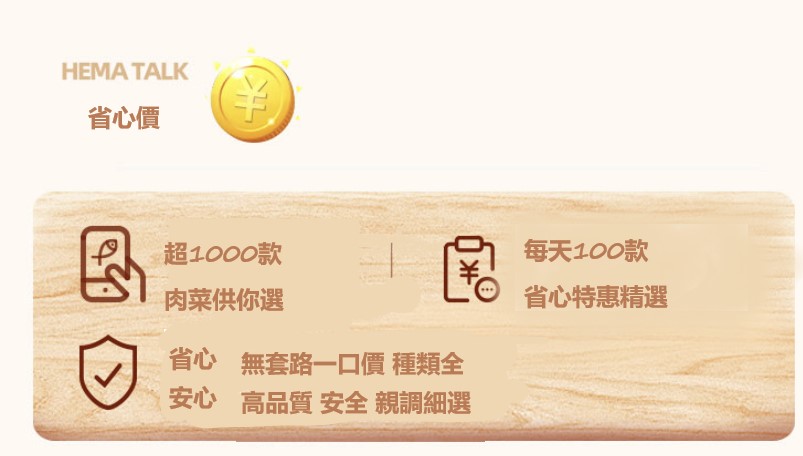 HEMA TALK
省心價
超1000款
肉菜供你選
每天100款
省心特惠精選
省心 無套路一口價 種類全
安心 高品質 安全 親調細選